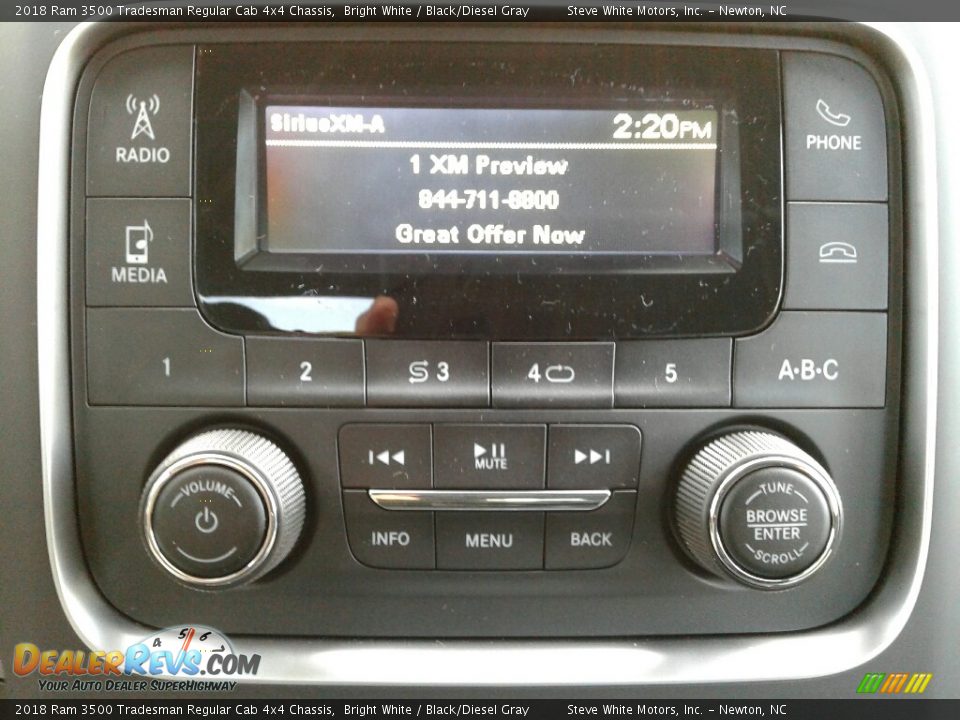 2018 Ram 3500 Tradesman Regular Cab 4x4 Chassis, Bright White / Black/Diesel Gray Steve White Motors, Inc. - Newton, NC
SiriusXM-A 2:20PM
1 XM Preview
844-711-8800
Great Offer Now
RADIO
PHONE
MEDIA
1 2 3 4 5 A·B·C
MUTE
VOLUME
INFO MENU BACK
TUNE
BROWSE
ENTER
SCROLL
4 5 6
DealerRevs.com
Your Auto Dealer SuperHighway
2018 Ram 3500 Tradesman Regular Cab 4x4 Chassis, Bright White / Black/Diesel Gray Steve White Motors, Inc. - Newton, NC